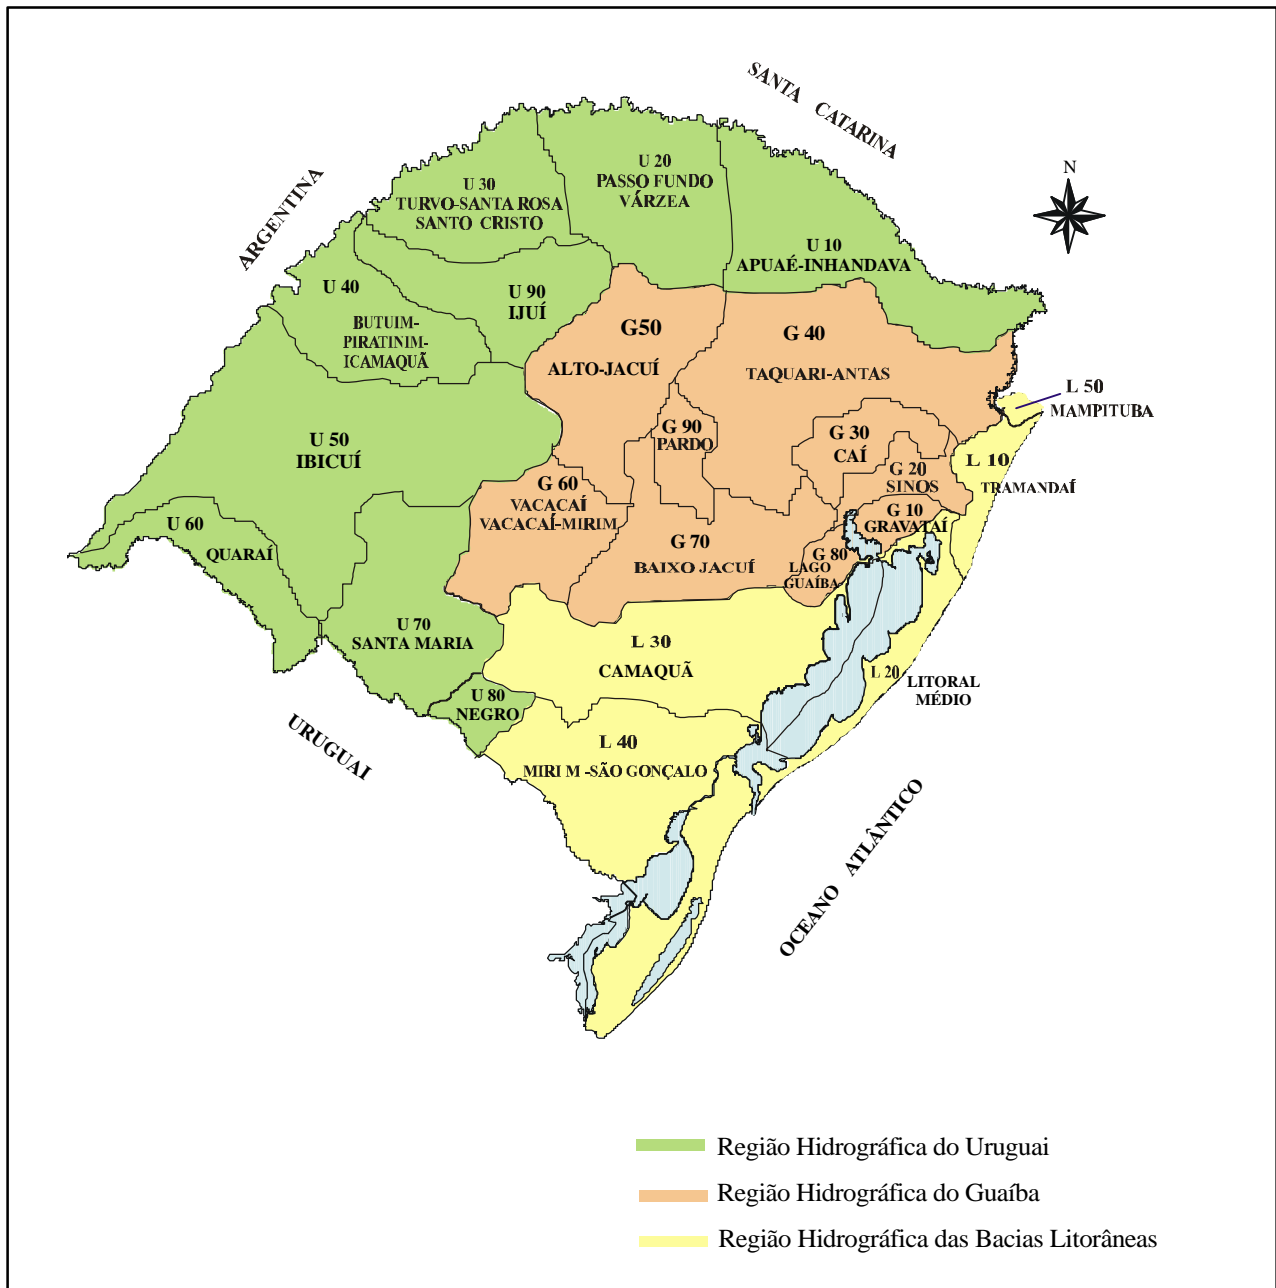 SANTA CATARINA
N
ARGENTINA
U 20
PASSO FUNDO
VÁRZEA
U 30
TURVO-SANTA ROSA
SANTO CRISTO
U 10
APUAÉ-INHANDAVA
U 40
BUTUIM-
PIRATINIM-
ICAMAQUÃ
U 90
IJUÍ
G50
ALTO-JACUÍ
G 40
TAQUARI-ANTAS
L 50
MAMPITUBA
G 90
PARDO
G 30
CAÍ
U 50
IBICUÍ
L 10
TRAMANDAÍ
G 20
SINOS
G 60
VACACAÍ
VACACAÍ-MIRIM
G 10
GRAVATAÍ
U 60
QUARAÍ
G 70
BAIXO JACUÍ
G 80
LAGO
GUAÍBA
U 70
SANTA MARIA
L 30
CAMAQUÃ
L 20
LITORAL
MÉDIO
U 80
NEGRO
URUGUAI
L 40
MIRI M -SÃO GONÇALO
OCEANO ATLÂNTICO
Região Hidrográfica do Uruguai
Região Hidrográfica do Guaíba
Região Hidrográfica das Bacias Litorâneas